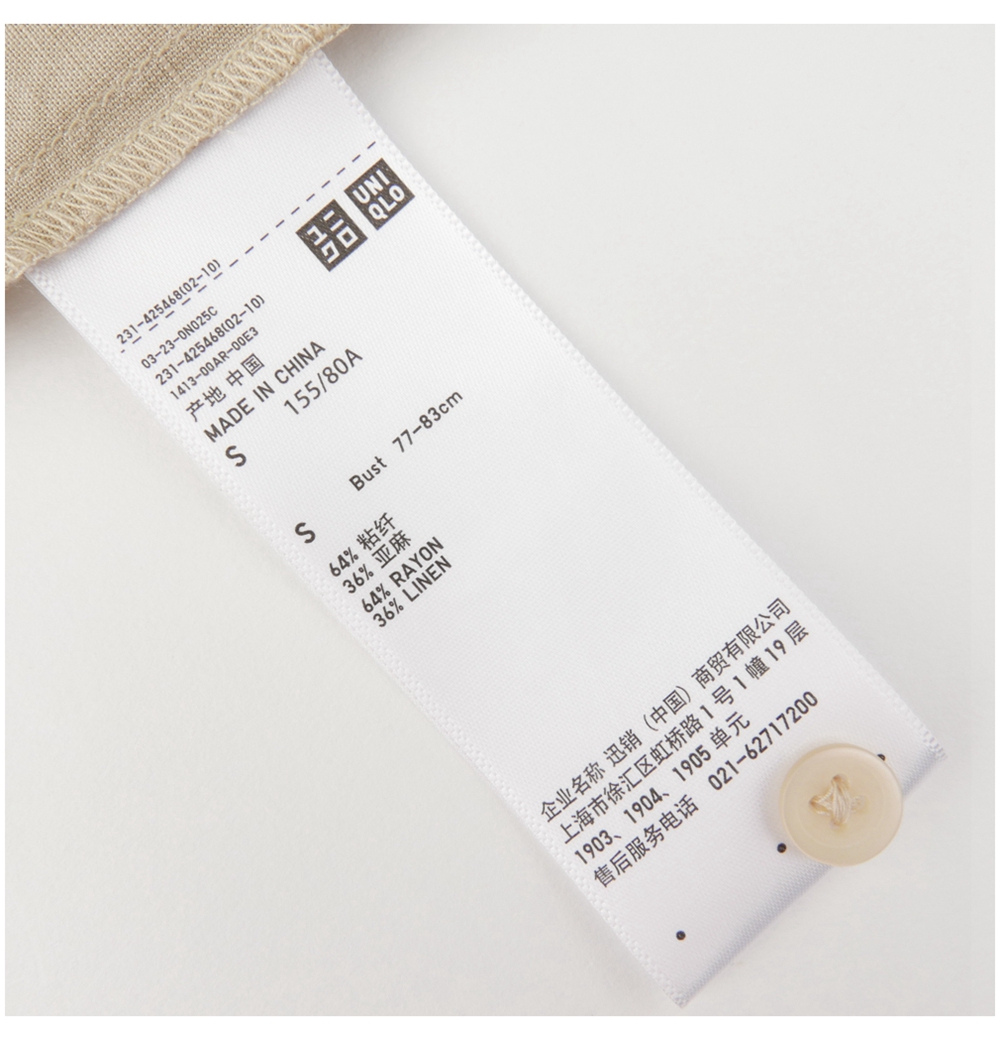 ユニ
クロ
UNI
QLO
231-425468(02-10)
03-23-0N025C
231-425468(02-10)
1413-00AR-00E3
产地 中国
MADE IN CHINA
S 155/80A
Bust 77-83cm
S
64% 粘纤
36% 亚麻
64% RAYON
36% LINEN
企业名称 迅销（中国）商贸有限公司
上海市徐汇区虹桥路 1 号 1 幢 19 层
1903、1904、1905 单元
售后服务电话 021-62717200